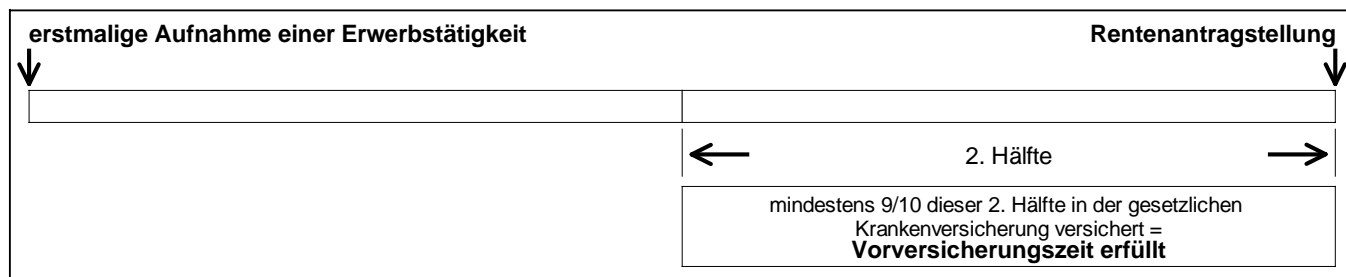 erstmalige Aufnahme einer Erwerbstätigkeit
Rentenantragstellung
2. Hälfte
mindestens 9/10 dieser 2. Hälfte in der gesetzlichen
Krankenversicherung versichert =
Vorversicherungszeit erfüllt